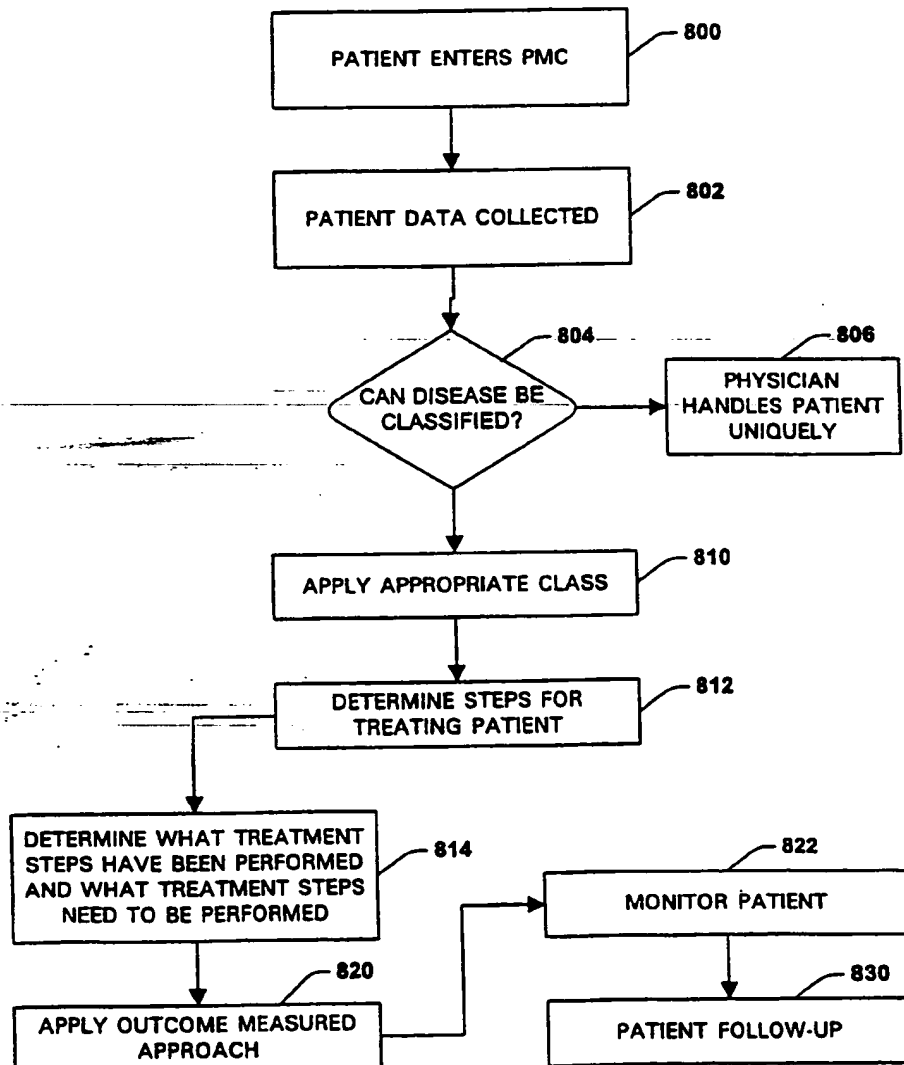 800
PATIENT ENTERS PMC
802
PATIENT DATA COLLECTED
804
CAN DISEASE BE
CLASSIFIED?
806
PHYSICIAN
HANDLES PATIENT
UNIQUELY
810
APPLY APPROPRIATE CLASS
812
DETERMINE STEPS FOR
TREATING PATIENT
DETERMINE WHAT TREATMENT
STEPS HAVE BEEN PERFORMED
AND WHAT TREATMENT STEPS
NEED TO BE PERFORMED
814
820
APPLY OUTCOME MEASURED
APPROACH
822
MONITOR PATIENT
830
PATIENT FOLLOW-UP